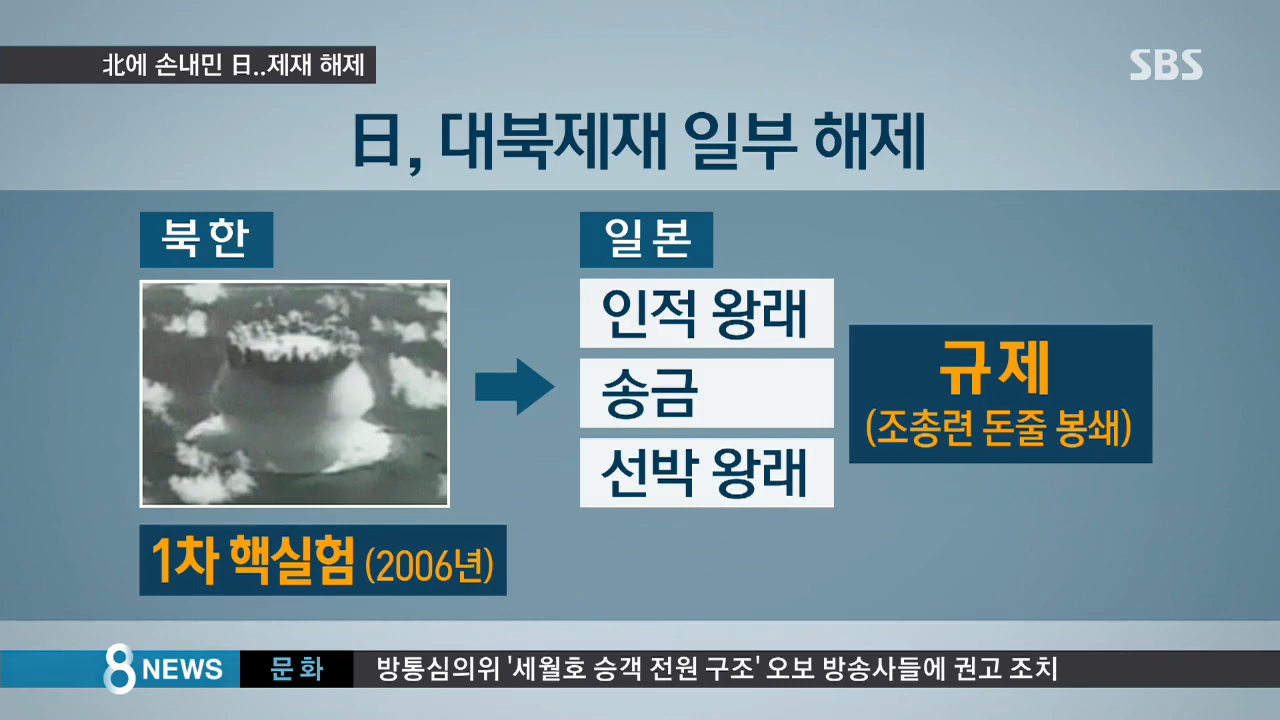 北에 손내민 日..제재 해제
SBS
日, 대북제재 일부 해제
북한
일본
인적 왕래
송금
선박 왕래
규제
(조총련 돈줄 봉쇄)
1차 핵실험 (2006년)
8 NEWS
문화
방통심의위 '세월호 승객 전원 구조' 오보 방송사들에 권고 조치